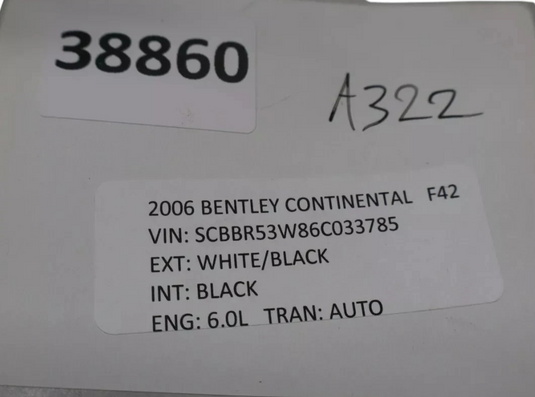 38860
A322
2006 BENTLEY CONTINENTAL F42
VIN: SCBBR53W86C033785
EXT: WHITE/BLACK
INT: BLACK
ENG: 6.0L TRAN: AUTO